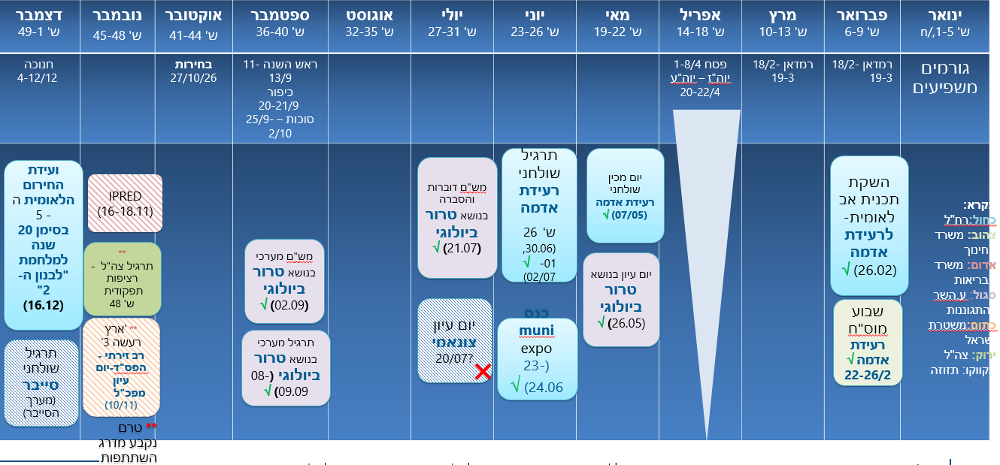 ינואר
ש' 1-5,/ח
פברואר
ש' 6-9
מרץ
ש' 10-13
אפריל
ש' 14-18
מאי
ש' 19-22
יוני
ש' 23-26
יולי
ש' 27-31
אוגוסט
ש' 32-35
ספטמבר
ש' 36-40
אוקטובר
ש' 41-44
נובמבר
ש' 45-48
דצמבר
ש' 49-1
גורמים
משפיעים
רמדאן -18/2
19-3
רמדאן -18/2
19-3
פסח 1-8/4
יוה"ז – יוה"ע
20-22/4
ראש השנה -11
13/9
כיפור
20-21/9
סוכות – -25/9
2/10
בחירות
27/10/26
חנוכה
4-12/12
מקרא:
כחול:רח"ל
צהוב: משרד
חינוך
אדום: משרד
בריאות
סגול: ע.השר
התגוננות
כתום:משטרת
שראל
ירוק: צה"ל
קווקו: תזוזה
השקת
תכנית אב
לאומית-
לרעידת
אדמה
(26.02) √
שבוע
מוס"ח
רעידת
אדמה√
22-26/2
יום מכין
שולחני
רעידת אדמה
(07/05) √
יום עיון בנושא
טרור
ביולוגי
(26.05) √
תרגיל
שולחני
רעידת
אדמה
ש' 26
(30.06,
01- √
02/07)
כנס
muni
expo
(23-
24.06) √
מש"ם דוברות
והסברה
בנושא טרור
ביולוגי
(21.07) √
יום עיון
צונאמי
20/07?
מש"ם מערכי
בנושא טרור
ביולוגי
(02.09) √
תרגיל מערכי
בנושא טרור
ביולוגי (08-
09.09) √
IPRED
(16-18.11)
**
תרגיל צה"ל -
רציפות
תפקודית
ש' 48
** 'ארץ
רעשה 3'
רב זירתי -
הפס"ד-יום
עיון
מפכ"ל
(10/11)
** טרם
נקבע מדרג
השתתפות
ועידת
החירום
הלאומית ה
- 5
בסימן 20
שנה
למלחמת
"לבנון ה-
2"
(16.12)
תרגיל
שולחני
סייבר
(מערך
הסייבר)